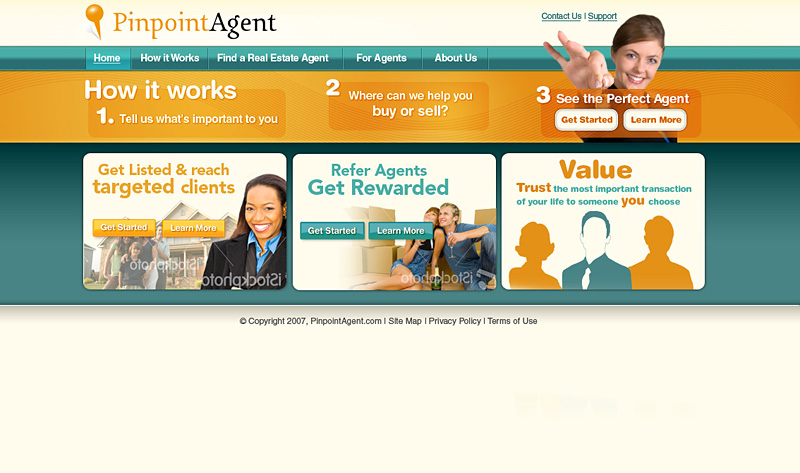 PinpointAgent
Contact Us | Support
Home How it Works Find a Real Estate Agent For Agents About Us
How it works
1. Tell us what's important to you
2 Where can we help you
buy or sell?
3 See the Perfect Agent
Get Started Learn More
Get Listed & reach
targeted clients
Get Started Learn More
iStockphoto
iStockphoto
Refer Agents
Get Rewarded
Get Started Learn More
iStockphoto
Value
Trust the most important transaction
of your life to someone you choose
© Copyright 2007, PinpointAgent.com | Site Map | Privacy Policy | Terms of Use